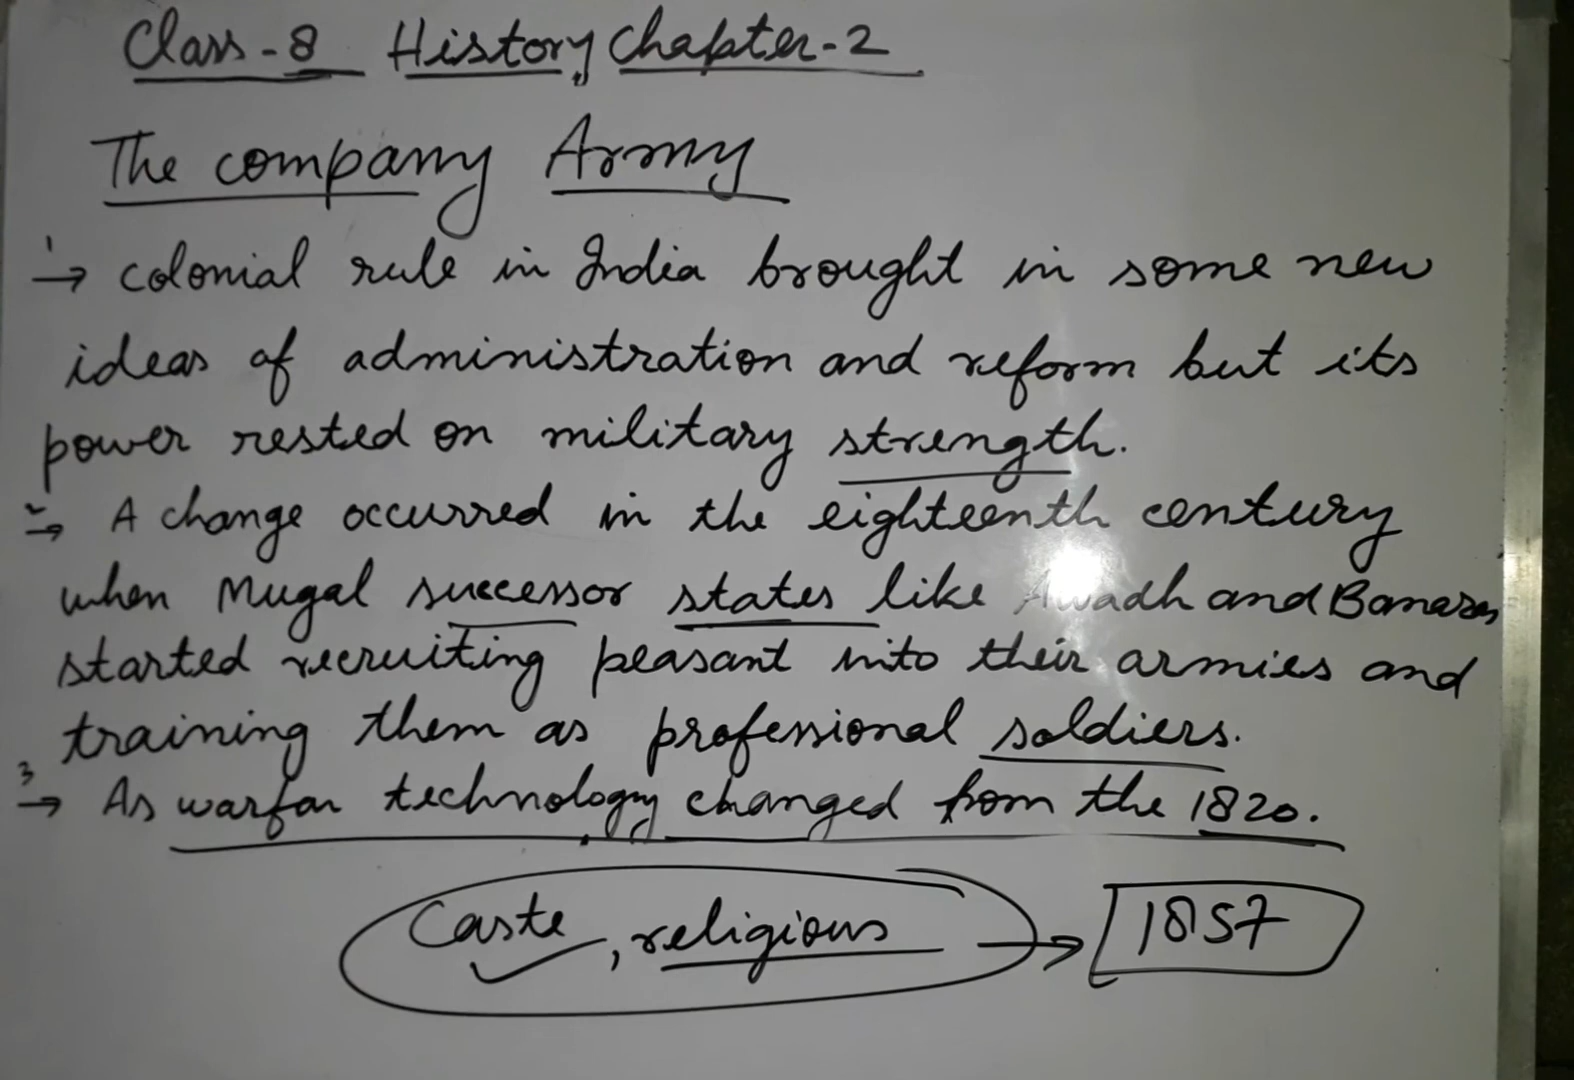 Class-8 History Chapter-2
The company Army
1 → colonial rule in India brought in some new
ideas of administration and reform but its
power rested on military strength.
2 → A change occurred in the eighteenth century
when Mugal successor states like Awadh and Banaras
started recruiting peasant into their armies and
training them as professional soldiers.
3 → As warfar technology changed from the 1820.
Caste, religious → 1857